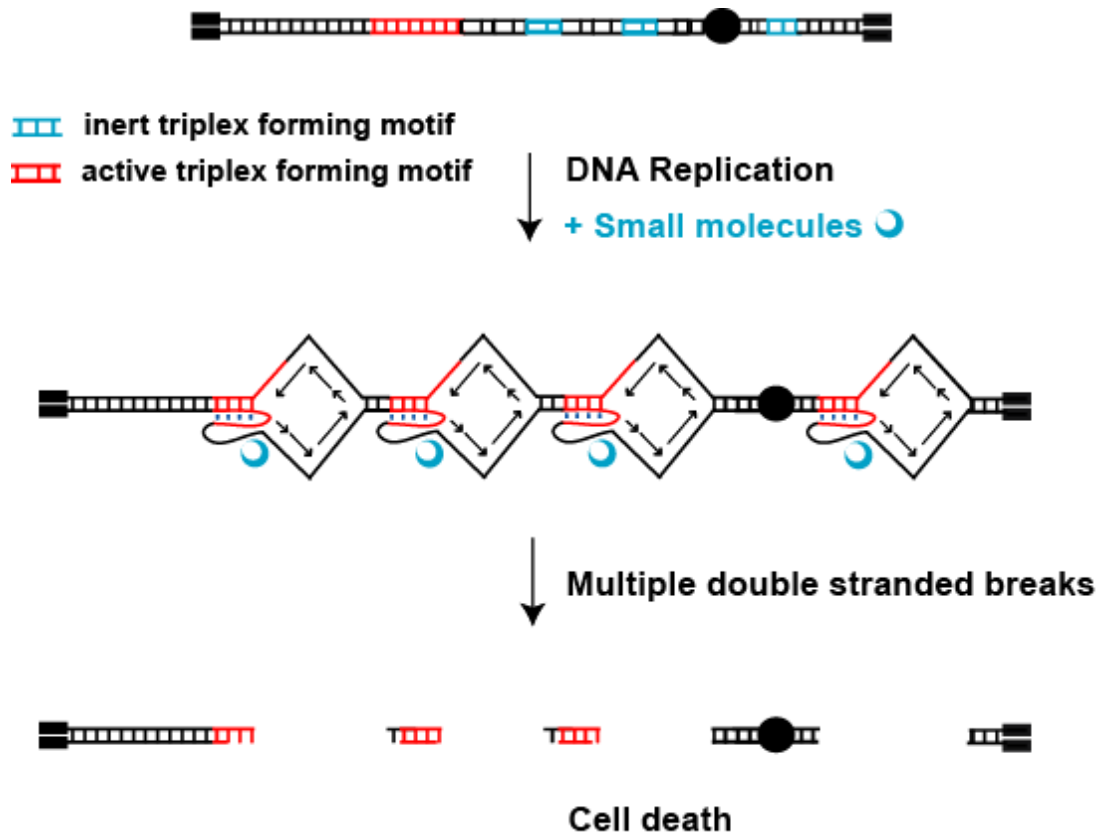 inert triplex forming motif
active triplex forming motif
DNA Replication
+ Small molecules
Multiple double stranded breaks
Cell death